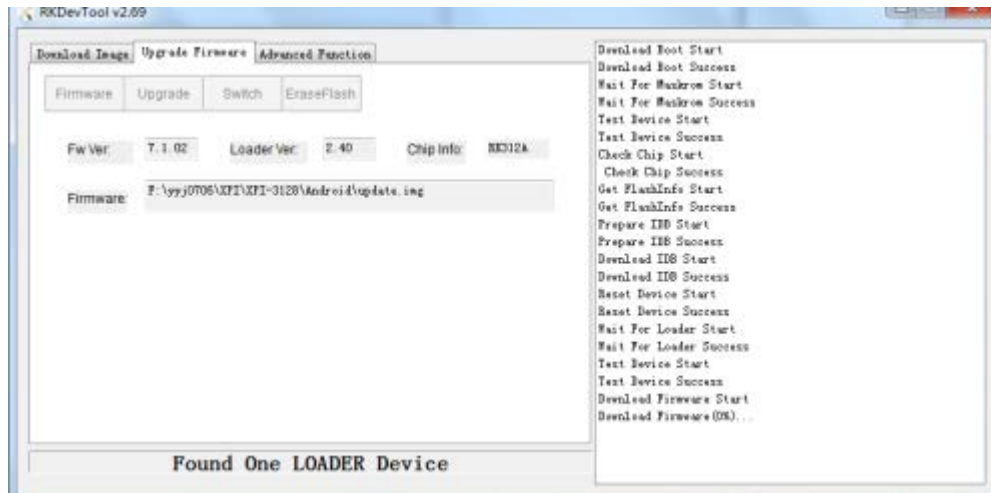 RKDevTool v2.69
Download Image Upgrade Firmware Advanced Function
Firmware Upgrade Switch EraseFlash
Fw Ver: 7.1.02 Loader Ver: 2.40 Chip Info: RK312A
Firmware: F:\yyj0706\XPI\XPI-3128\Android\update.img
Found One LOADER Device
Download Boot Start
Download Boot Success
Wait For Maskrom Start
Wait For Maskrom Success
Test Device Start
Test Device Success
Check Chip Start
Check Chip Success
Get FlashInfo Start
Get FlashInfo Success
Prepare IDB Start
Prepare IDB Success
Download IDB Start
Download IDB Success
Reset Device Start
Reset Device Success
Wait For Loader Start
Wait For Loader Success
Test Device Start
Test Device Success
Download Firmware Start
Download Firmware(0%)...